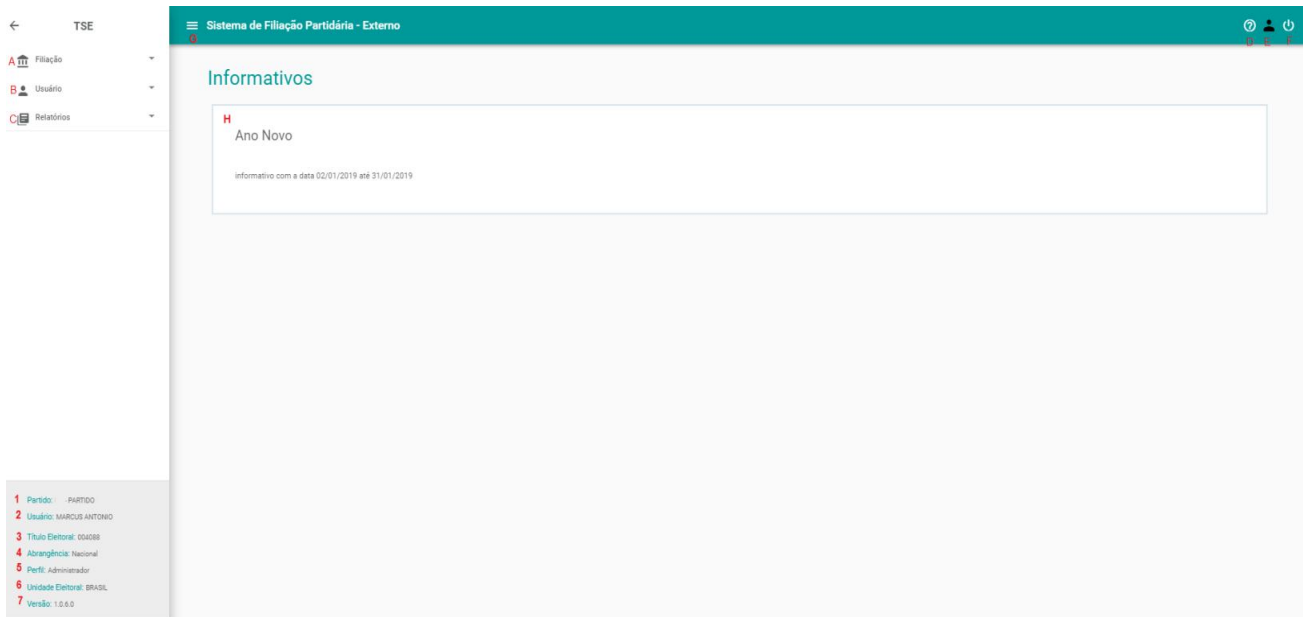 TSE
A Filiação
B Usuário
C Relatórios
1 Partido: PARTIDO
2 Usuário: MARCUS ANTONIO
3 Título Eleitoral: 004088
4 Abrangência: Nacional
5 Perfil: Administrador
6 Unidade Eleitoral: BRASIL
7 Versão: 1.0.6.0
Sistema de Filiação Partidária - Externo
G
D E F
Informativos
H
Ano Novo
informativo com a data 02/01/2019 até 31/01/2019